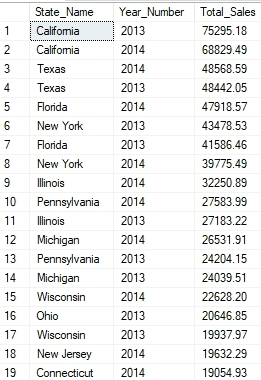 State_Name Year_Number Total_Sales
1 California 2013 75295.18
2 California 2014 68829.49
3 Texas 2014 48568.59
4 Texas 2013 48442.05
5 Florida 2014 47918.57
6 New York 2013 43478.53
7 Florida 2013 41586.46
8 New York 2014 39775.49
9 Illinois 2014 32250.89
10 Pennsylvania 2014 27583.99
11 Illinois 2013 27183.22
12 Michigan 2014 26531.91
13 Pennsylvania 2013 24204.15
14 Michigan 2013 24039.51
15 Wisconsin 2014 22628.20
16 Ohio 2013 20646.85
17 Wisconsin 2013 19937.97
18 New Jersey 2014 19632.29
19 Connecticut 2014 19054.93